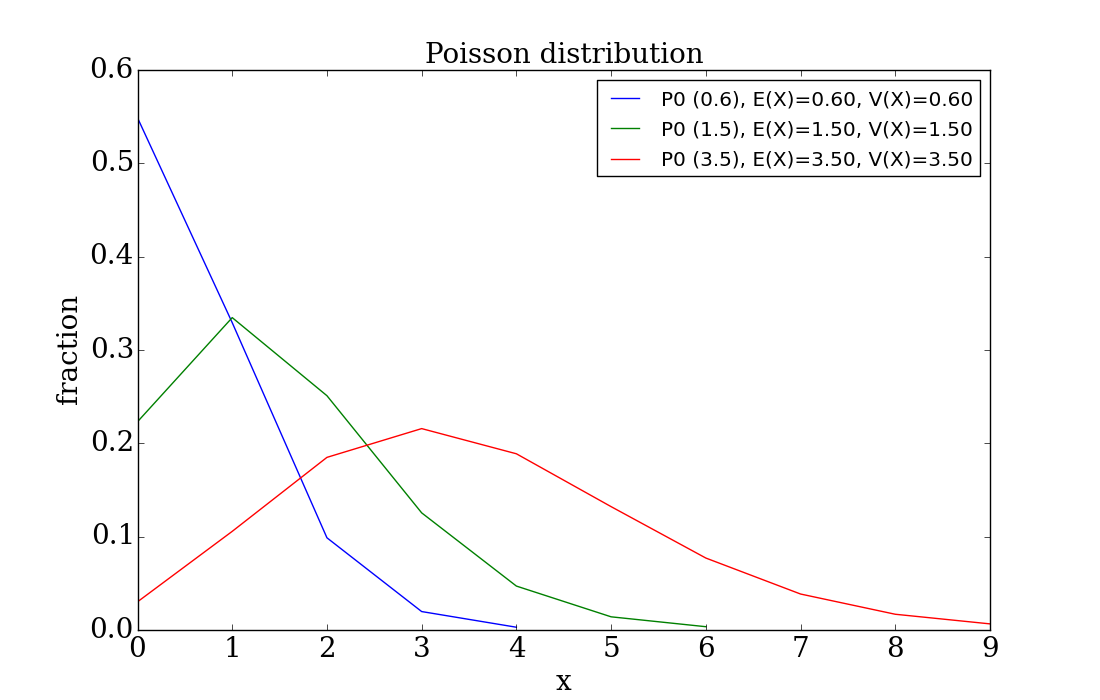 Poisson distribution
P0 (0.6), E(X)=0.60, V(X)=0.60
P0 (1.5), E(X)=1.50, V(X)=1.50
P0 (3.5), E(X)=3.50, V(X)=3.50
0.6
0.5
0.4
0.3
0.2
0.1
0.0
fraction
0 1 2 3 4 5 6 7 8 9
x